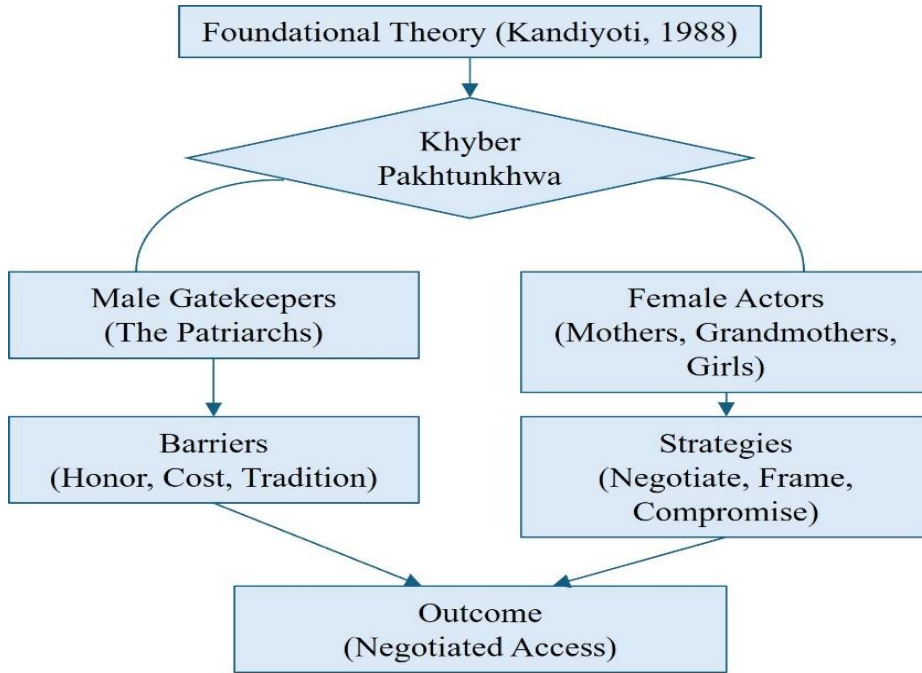 Foundational Theory (Kandiyoti, 1988)
Khyber
Pakhtunkhwa
Male Gatekeepers
(The Patriarchs)
Female Actors
(Mothers, Grandmothers,
Girls)
Barriers
(Honor, Cost, Tradition)
Strategies
(Negotiate, Frame,
Compromise)
Outcome
(Negotiated Access)